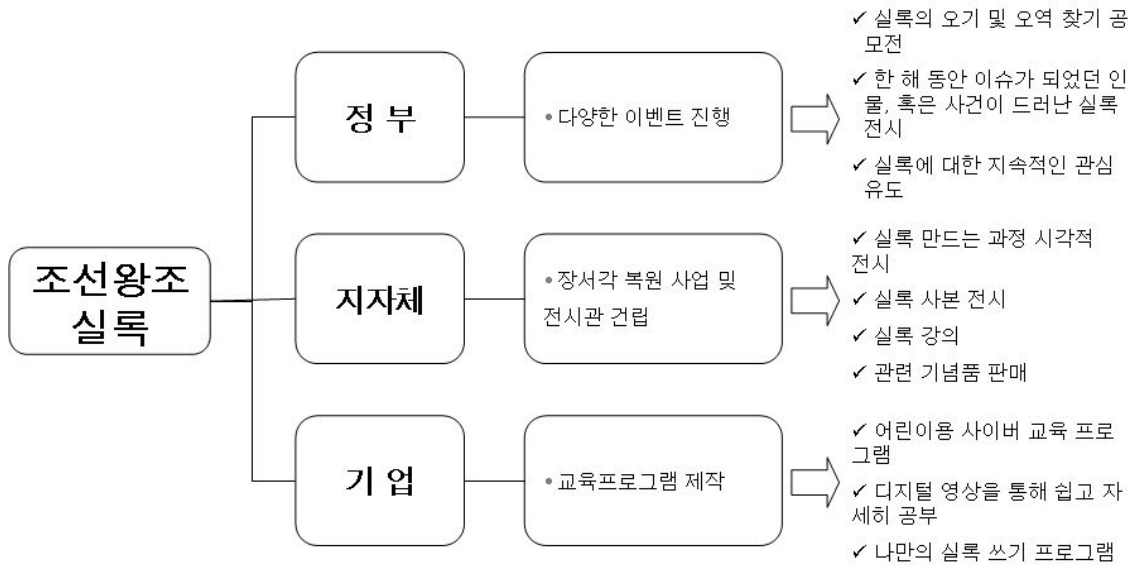 조선왕조
실록
정 부
• 다양한 이벤트 진행
✓ 실록의 오기 및 오역 찾기 공
모전
✓ 한 해 동안 이슈가 되었던 인
물, 혹은 사건이 드러난 실록
전시
✓ 실록에 대한 지속적인 관심
유도
지자체
• 장서각 복원 사업 및
전시관 건립
✓ 실록 만드는 과정 시각적
전시
✓ 실록 사본 전시
✓ 실록 강의
✓ 관련 기념품 판매
기 업
• 교육프로그램 제작
✓ 어린이용 사이버 교육 프로
그램
✓ 디지털 영상을 통해 쉽고 자
세히 공부
✓ 나만의 실록 쓰기 프로그램